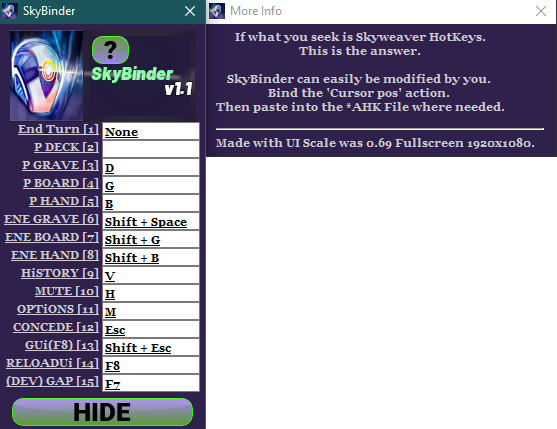 SkyBinder
?
SkyBinder
v1.1
End Turn [1] None
P DECK [2]
P GRAVE [3] D
P BOARD [4] G
P HAND [5] B
ENE GRAVE [6] Shift + Space
ENE BOARD [7] Shift + G
ENE HAND [8] Shift + B
HiSTORY [9] V
MUTE [10] H
OPTiONS [11] M
CONCEDE [12] Esc
GUi(F8) [13] Shift + Esc
RELOADUi [14] F8
(DEV) GAP [15] F7
HIDE
More Info
If what you seek is Skyweaver HotKeys.
This is the answer.
SkyBinder can easily be modified by you.
Bind the 'Cursor pos' action.
Then paste into the *AHK File where needed.
Made with UI Scale was 0.69 Fullscreen 1920x1080.